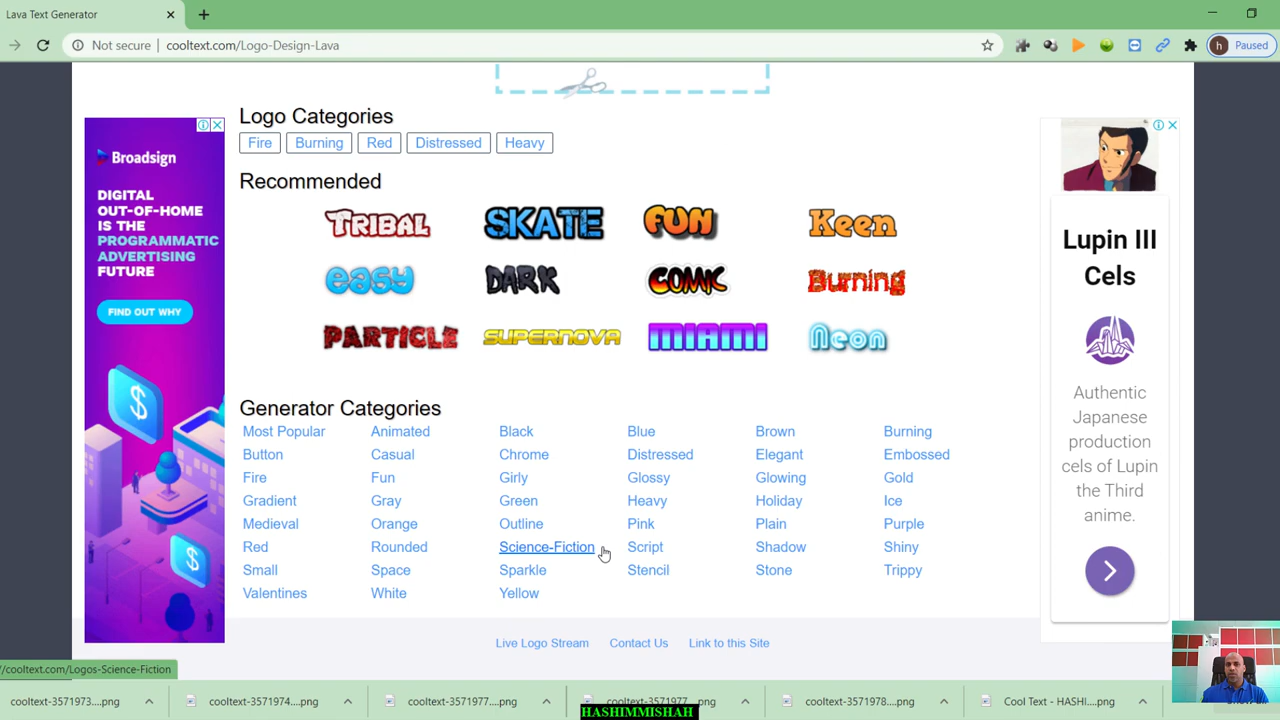 Lava Text Generator
Not secure cooltext.com/Logo-Design-Lava h Paused
Logo Categories
Fire Burning Red Distressed Heavy
Recommended
TRIBAL SKATE FUN Keen
easy DARK COMIC Burning
PARTICLE SUPERNOVA MIAMI Neon
Generator Categories
Most Popular Animated Black Blue Brown Burning
Button Casual Chrome Distressed Elegant Embossed
Fire Fun Girly Glossy Glowing Gold
Gradient Gray Green Heavy Holiday Ice
Medieval Orange Outline Pink Plain Purple
Red Rounded Science-Fiction Script Shadow Shiny
Small Space Sparkle Stencil Stone Trippy
Valentines White Yellow
Live Logo Stream Contact Us Link to this Site
Broadsign
DIGITAL
OUT-OF-HOME
IS THE
PROGRAMMATIC
ADVERTISING
FUTURE
FIND OUT WHY
Lupin III
Cels
Authentic
Japanese
production
cels of Lupin
the Third
anime.
//cooltext.com/Logos-Science-Fiction
cooltext-3571973....png cooltext-3571974....png cooltext-3571977....png cooltext-3571977....png cooltext-3571978....png Cool Text - HASHI....png
HASHIMMISHAH